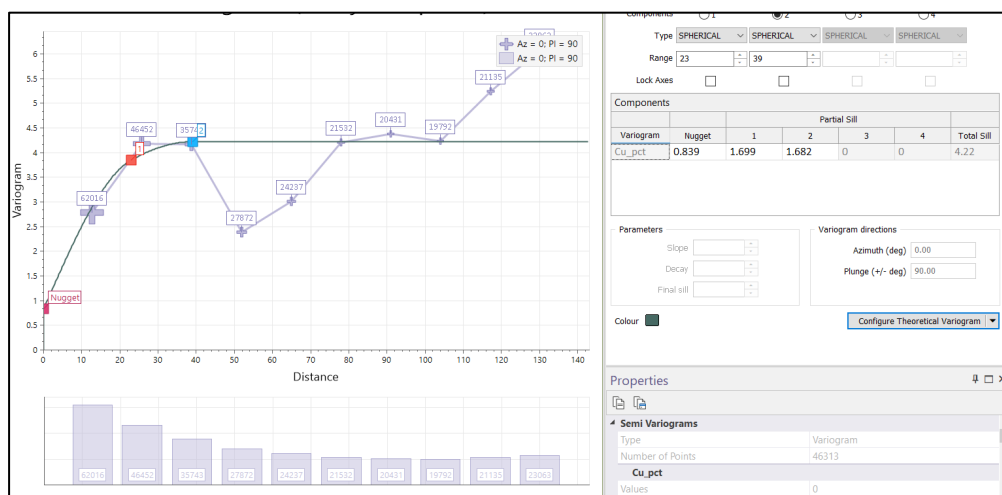 Components 1 2 3 4
Type SPHERICAL SPHERICAL SPHERICAL SPHERICAL
Range 23 39
Lock Axes
Components
Partial Sill
Variogram Nugget 1 2 3 4 Total Sill
Cu_pct 0.839 1.699 1.682 0 0 4.22
Parameters
Slope
Decay
Final sill
Variogram directions
Azimuth (deg) 0.00
Plunge (+/- deg) 90.00
Colour
Configure Theoretical Variogram
Properties
Semi Variograms
Type Variogram
Number of Points 46313
Cu_pct
Values 0
Az = 0; Pl = 90
Az = 0; Pl = 90
Variogram
6
5.5
5
4.5
4
3.5
3
2.5
2
1.5
1
0.5
0
Nugget
62016
46452
1
2
27872
24237
21532
20431
19792
21135
0 10 20 30 40 50 60 70 80 90 100 110 120 130 140
Distance
62016 46452 35743 27872 24237 21532 20431 19792 21135 23063